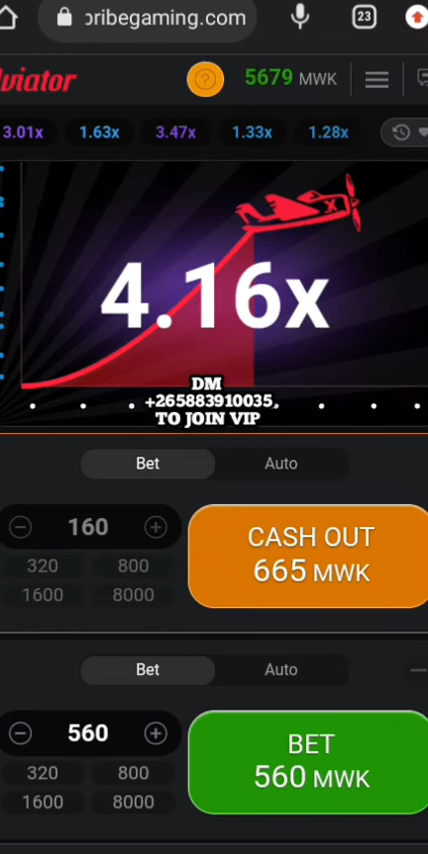 oribegaming.com 23
viator 5679 MWK
3.01x 1.63x 3.47x 1.33x 1.28x
X
4.16x
DM
+265883910035
TO JOIN VIP
Bet Auto
160
320 800
1600 8000
CASH OUT
665 MWK
Bet Auto
560
320 800
1600 8000
BET
560 MWK